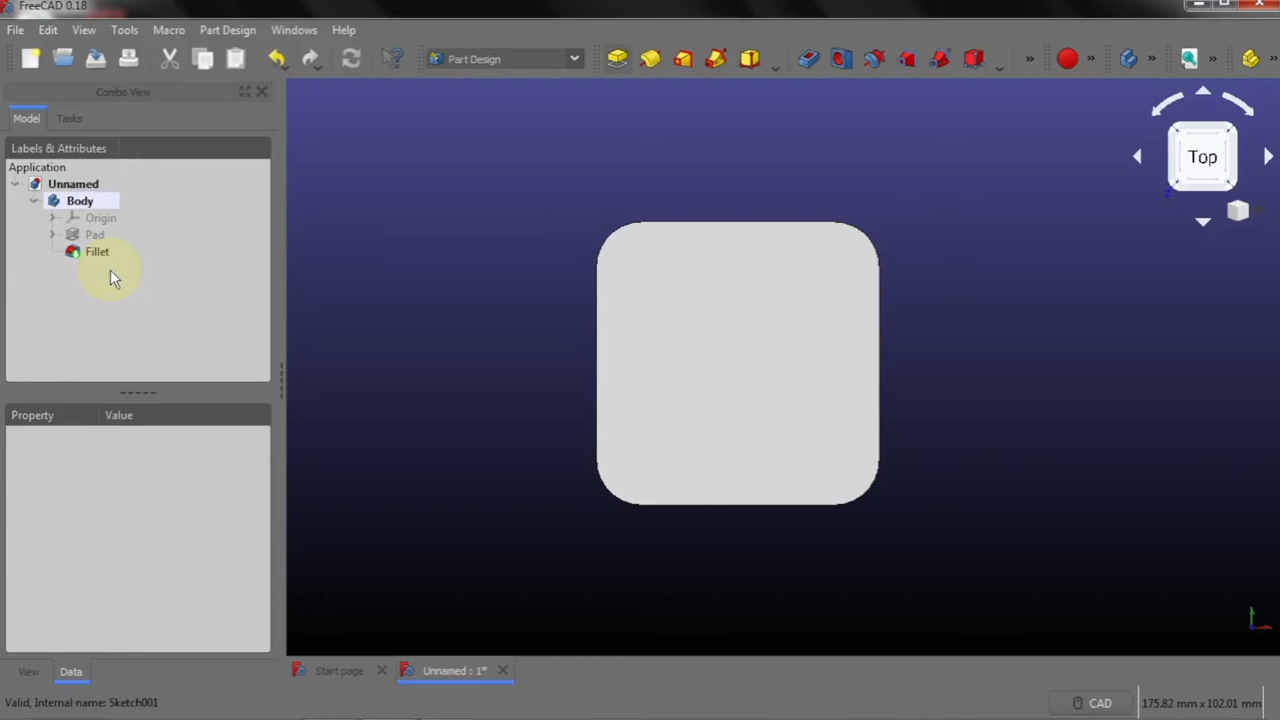 FreeCAD 0.18
File Edit View Tools Macro Part Design Windows Help
Part Design
Combo View
Model Tasks
Labels & Attributes
Application
Unnamed
Body
Origin
Pad
Fillet
Top
Property Value
View Data
Start page
Unnamed : 1*
Valid, Internal name: Sketch001
CAD
175.82 mm x 102.01 mm